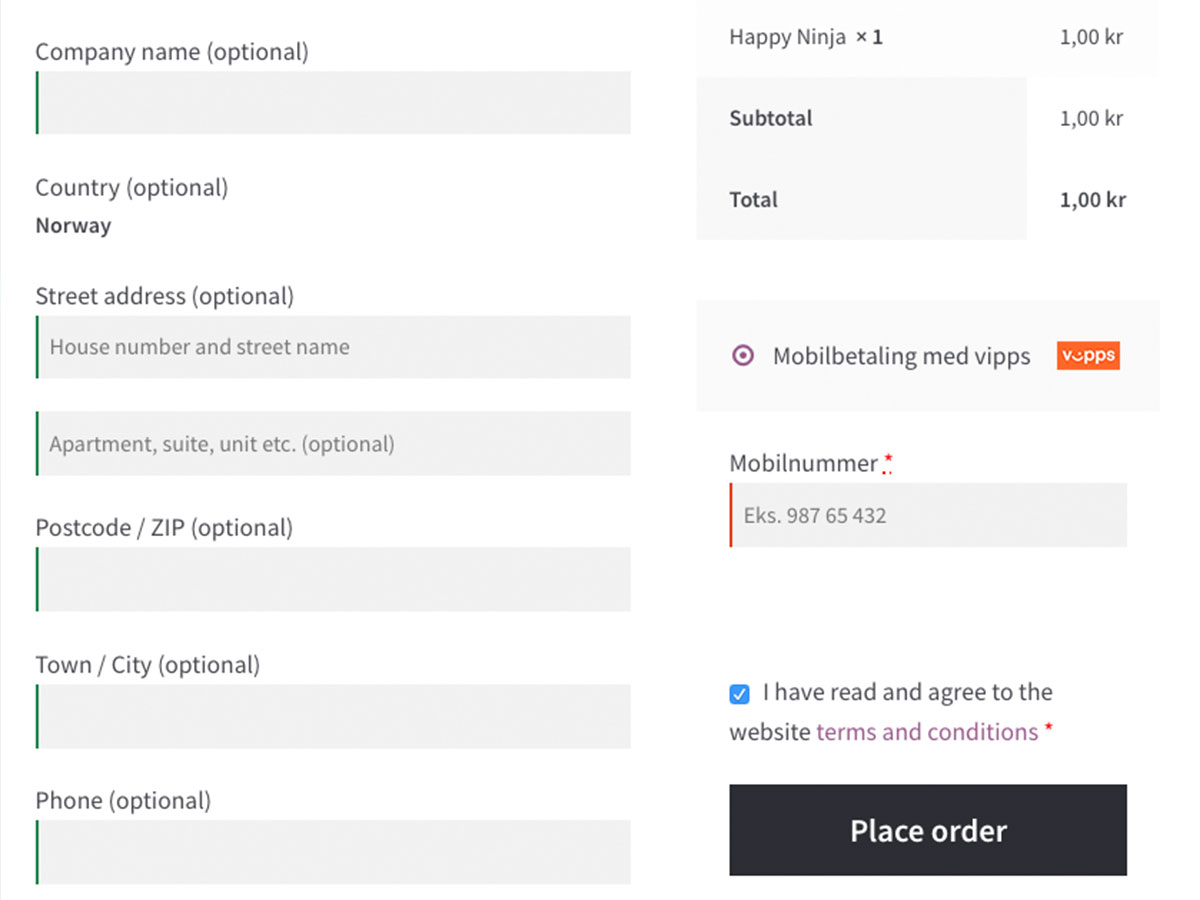 Company name (optional)
Country (optional)
Norway
Street address (optional)
House number and street name
Apartment, suite, unit etc. (optional)
Postcode / ZIP (optional)
Town / City (optional)
Phone (optional)
Happy Ninja × 1 1,00 kr
Subtotal 1,00 kr
Total 1,00 kr
Mobilbetaling med vipps vipps
Mobilnummer *
Eks. 987 65 432
I have read and agree to the
website terms and conditions *
Place order